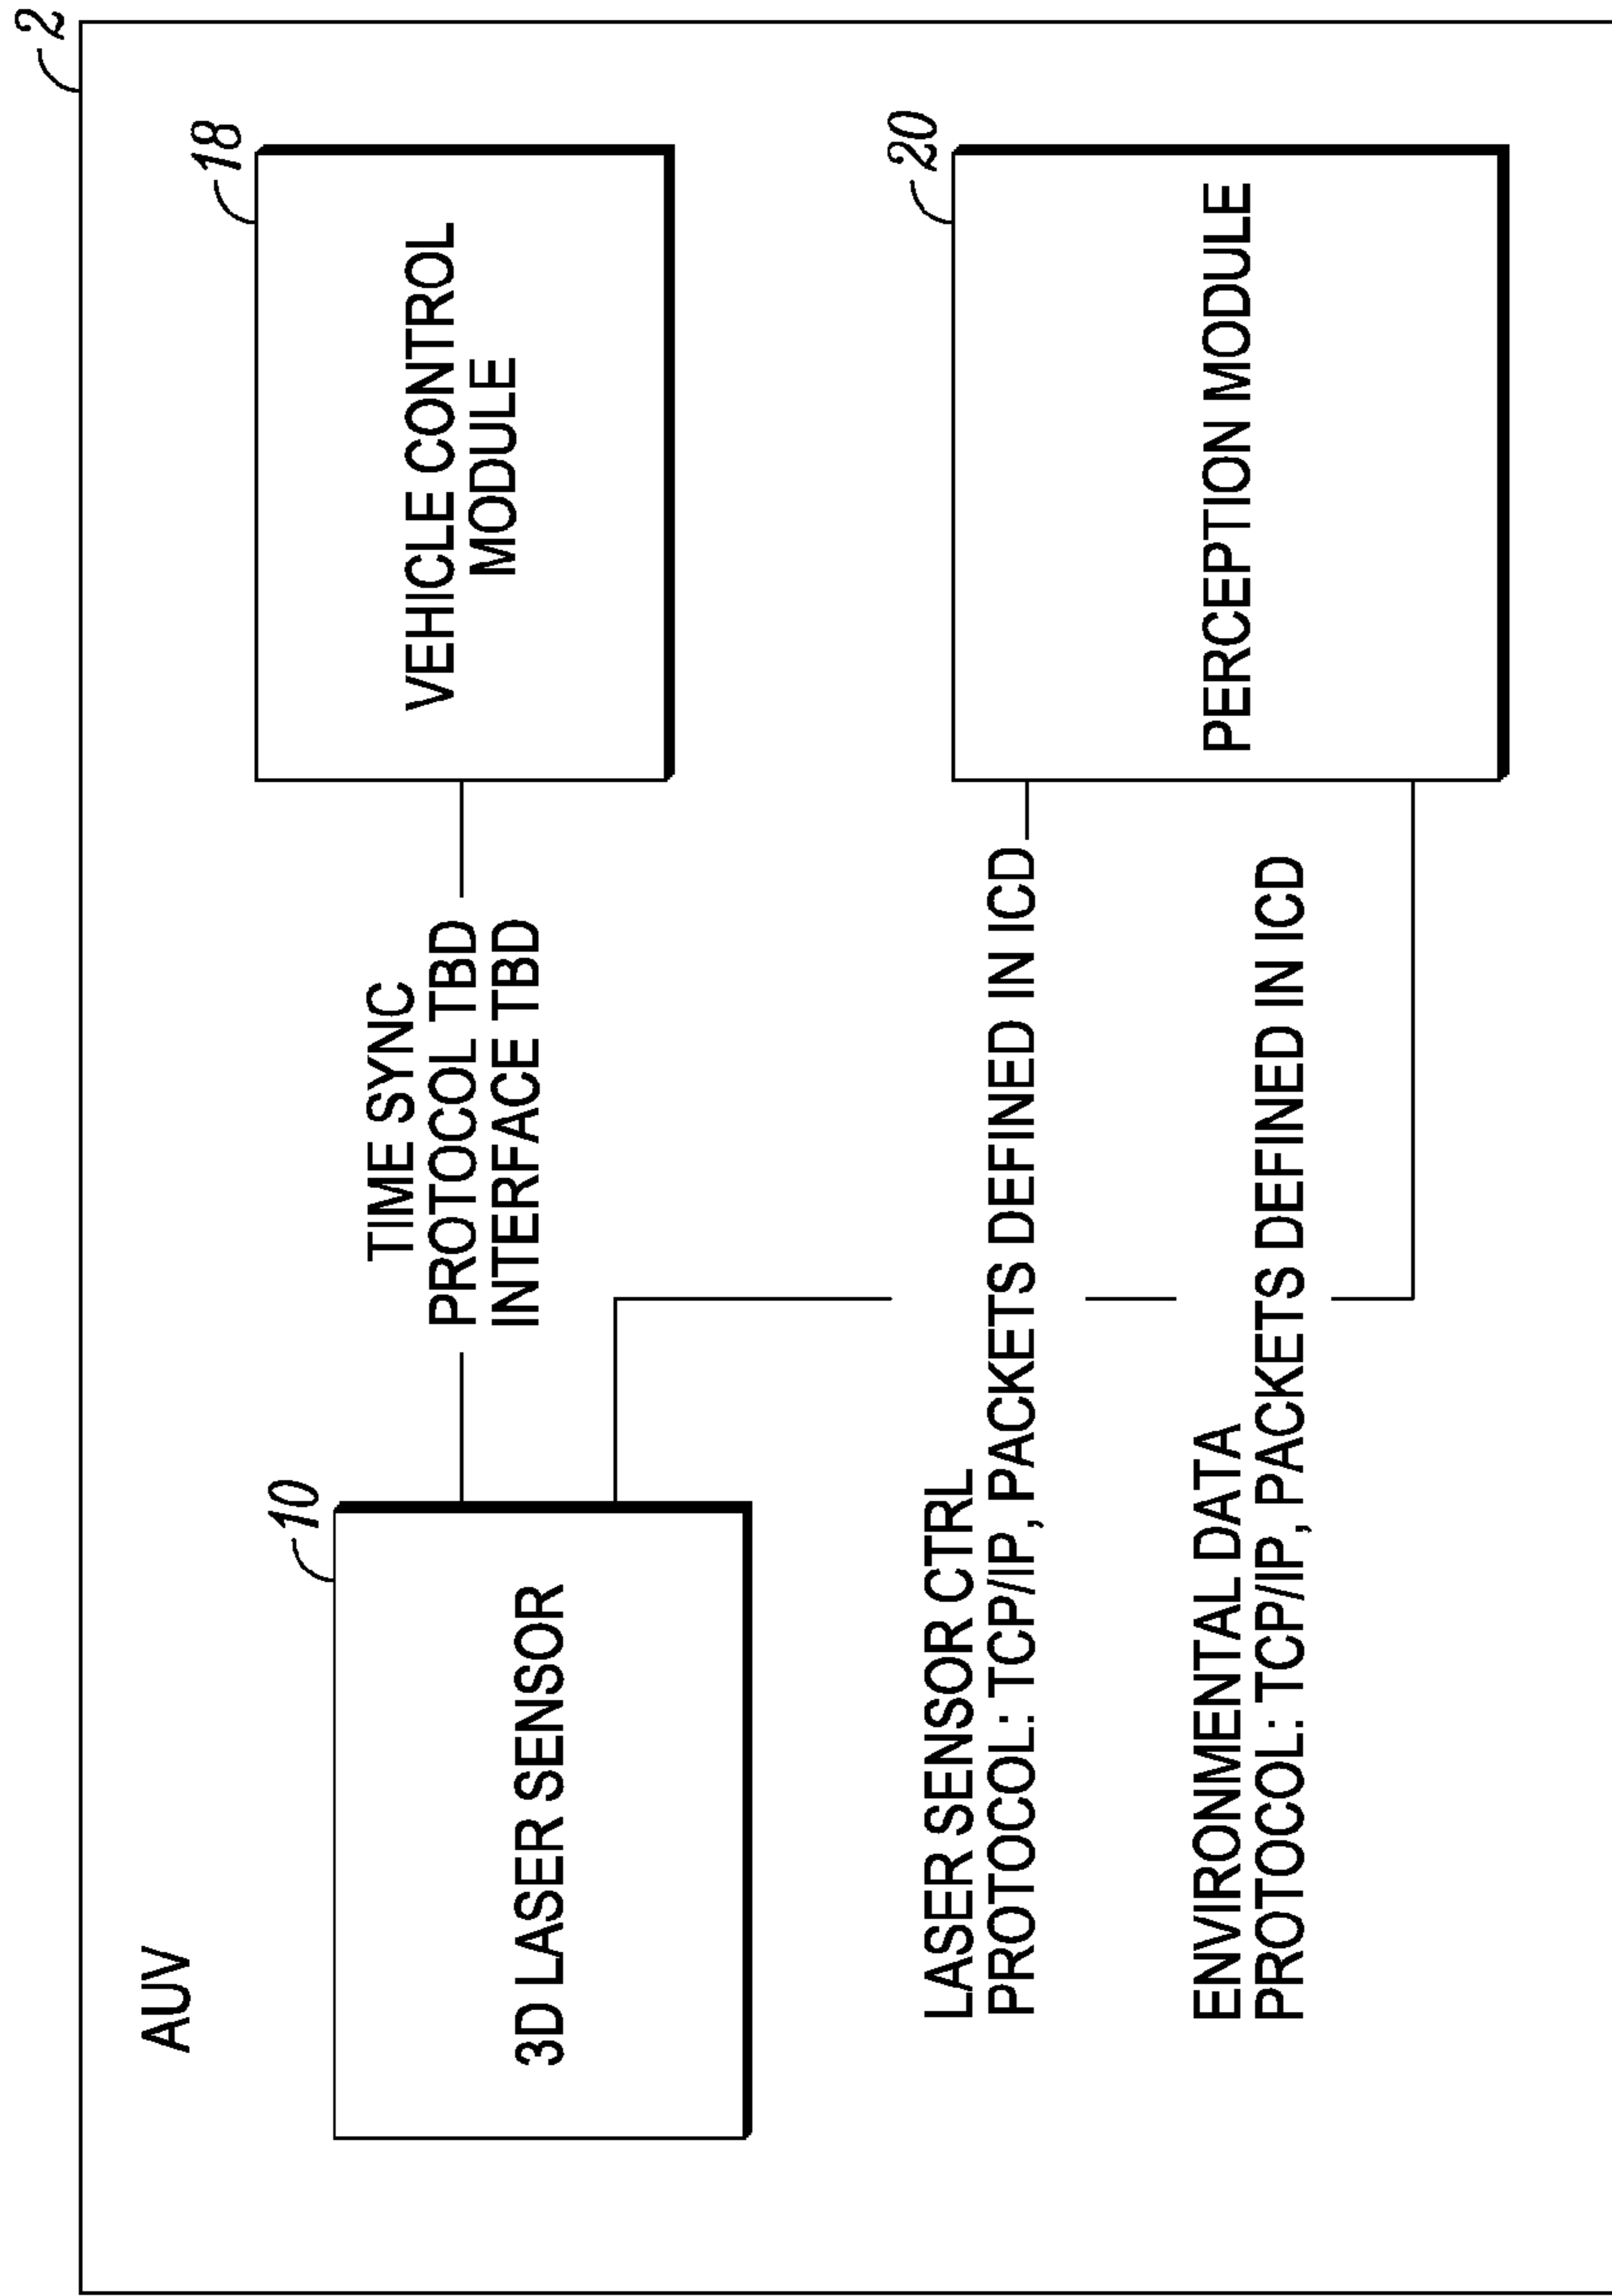 2
AUV
18
VEHICLE CONTROL
MODULE
TIME SYNC
PROTOCOL TBD
INTERFACE TBD
10
3D LASER SENSOR
20
PERCEPTION MODULE
LASER SENSOR CTRL
PROTOCOL: TCP/IP, PACKETS DEFINED IN ICD
ENVIRONMENTAL DATA
PROTOCOL: TCP/IP, PACKETS DEFINED IN ICD